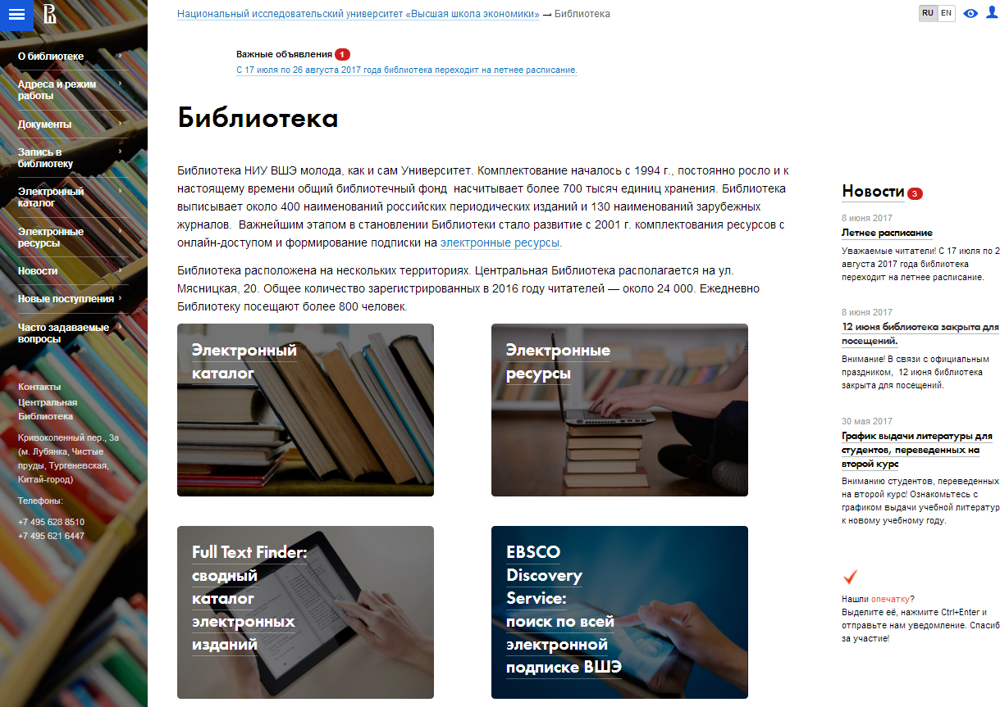 Национальный исследовательский университет «Высшая школа экономики» → Библиотека
RU EN
О библиотеке
Адреса и режим
работы
Документы
Запись в
библиотеку
Электронный
каталог
Электронные
ресурсы
Новости
Новые поступления
Часто задаваемые
вопросы
Контакты
Центральная
Библиотека
Кривоколенный пер., 3а
(м. Лубянка, Чистые
пруды, Тургеневская,
Китай-город)
Телефоны:
+7 495 628 8510
+7 495 621 6447
Важные объявления 1
С 17 июля по 26 августа 2017 года библиотека переходит на летнее расписание.
Библиотека
Библиотека НИУ ВШЭ молода, как и сам Университет. Комплектование началось с 1994 г., постоянно росло и к
настоящему времени общий библиотечный фонд насчитывает более 700 тысяч единиц хранения. Библиотека
выписывает около 400 наименований российских периодических изданий и 130 наименований зарубежных
журналов. Важнейшим этапом в становлении Библиотеки стало развитие с 2001 г. комплектования ресурсов с
онлайн-доступом и формирование подписки на электронные ресурсы.
Библиотека расположена на нескольких территориях. Центральная Библиотека располагается на ул.
Мясницкая, 20. Общее количество зарегистрированных в 2016 году читателей — около 24 000. Ежедневно
Библиотеку посещают более 800 человек.
Электронный
каталог
Электронные
ресурсы
Full Text Finder:
сводный
каталог
электронных
изданий
EBSCO
Discovery
Service:
поиск по всей
электронной
подписке ВШЭ
Новости 3
8 июня 2017
Летнее расписание
Уважаемые читатели! С 17 июля по 2
августа 2017 года библиотека
переходит на летнее расписание.
8 июня 2017
12 июня библиотека закрыта для
посещений.
Внимание! В связи с официальным
праздником, 12 июня библиотека
закрыта для посещений.
30 мая 2017
График выдачи литературы для
студентов, переведенных на
второй курс
Вниманию студентов, переведенных
на второй курс! Ознакомьтесь с
графиком выдачи учебной литератур
к новому учебному году.
Нашли опечатку?
Выделите её, нажмите Ctrl+Enter и
отправьте нам уведомление. Спасиб
за участие!